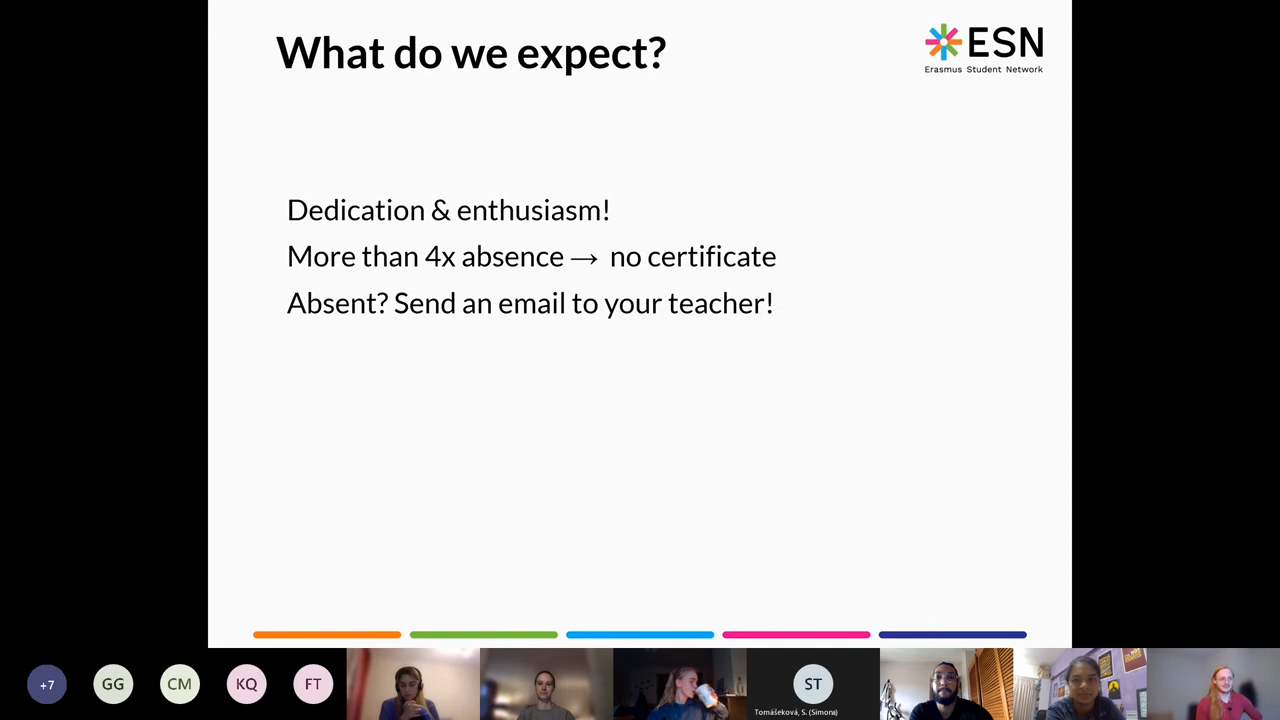 What do we expect?
ESN
Erasmus Student Network
Dedication & enthusiasm!
More than 4x absence → no certificate
Absent? Send an email to your teacher!
+7
GG
CM
KQ
FT
ST
Tomášeková, S. (Simona)